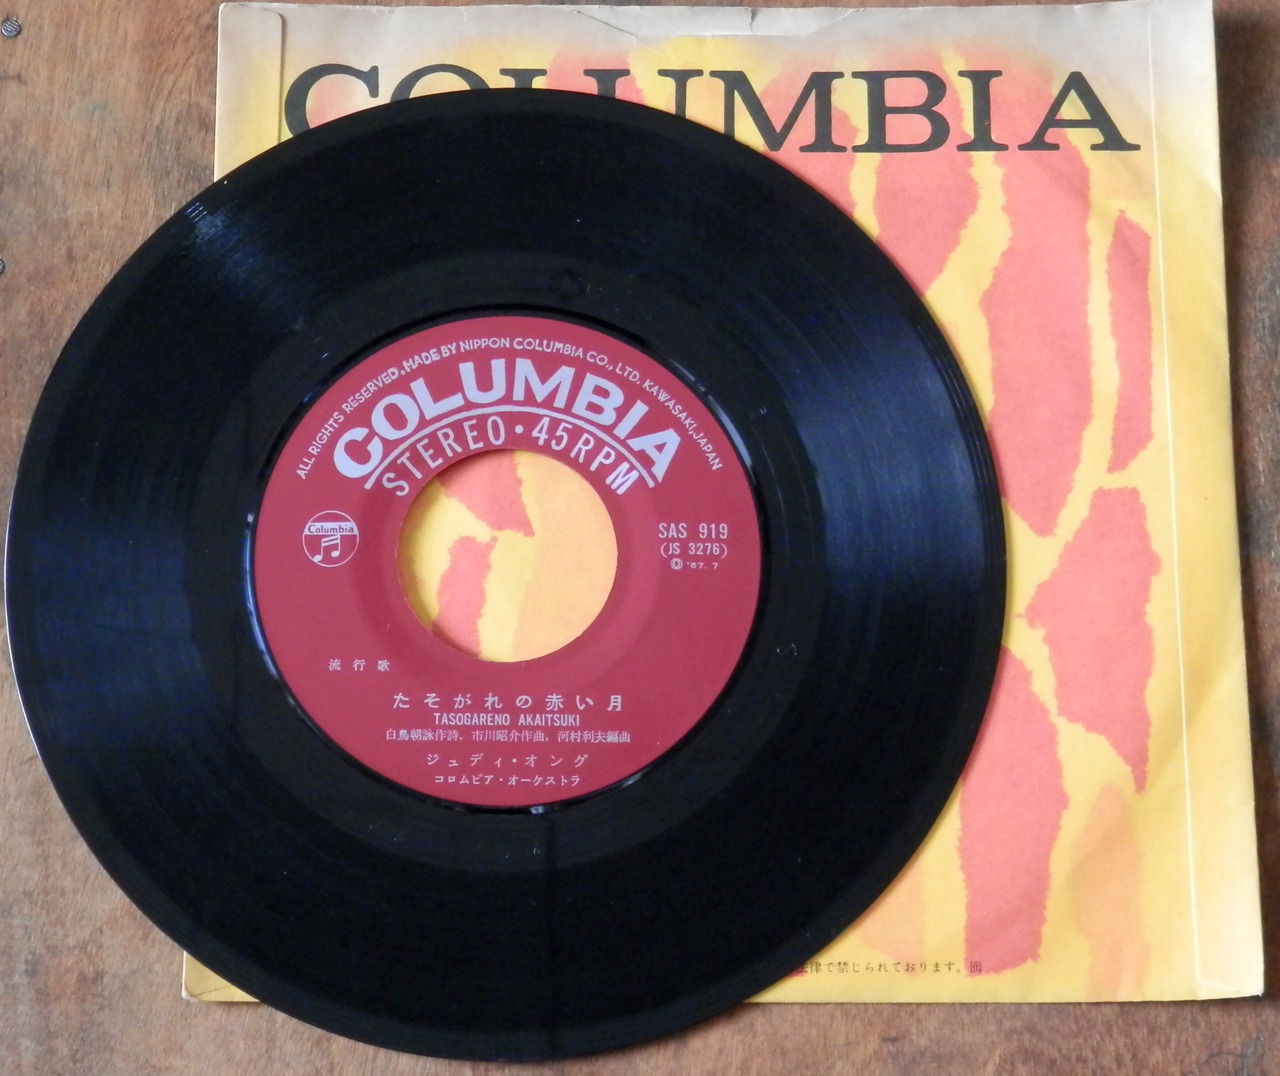 COLUMBIA
ALL RIGHTS RESERVED. MADE BY NIPPON COLUMBIA CO., LTD. KAWASAKI, JAPAN
COLUMBIA
STEREO・45RPM
Columbia
SAS 919
(JS 3276)
Ⓟ '67. 7
流行歌
たそがれの赤い月
TASOGARENO AKAITSUKI
白鳥朝詠作詩, 市川昭介作曲, 河村利夫編曲
ジュディ・オング
コロムビア・オーケストラ
律で禁じられております。